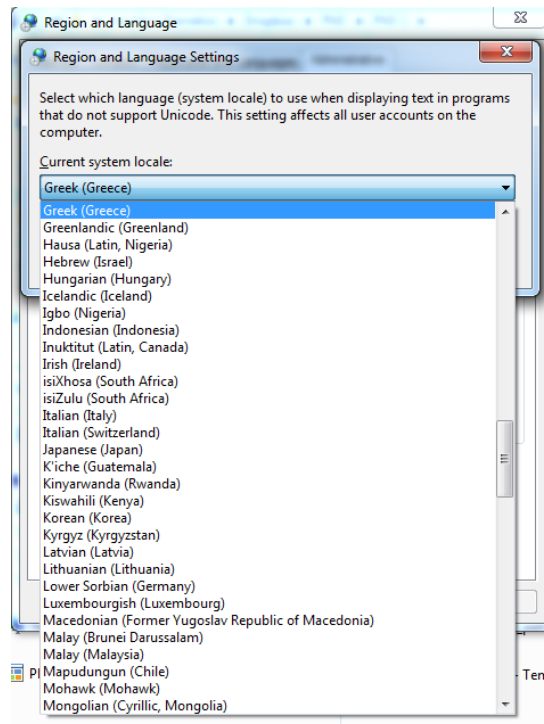 Region and Language
Region and Language Settings
Select which language (system locale) to use when displaying text in programs
that do not support Unicode. This setting affects all user accounts on the
computer.
Current system locale:
Greek (Greece)
Greek (Greece)
Greenlandic (Greenland)
Hausa (Latin, Nigeria)
Hebrew (Israel)
Hungarian (Hungary)
Icelandic (Iceland)
Igbo (Nigeria)
Indonesian (Indonesia)
Inuktitut (Latin, Canada)
Irish (Ireland)
isiXhosa (South Africa)
isiZulu (South Africa)
Italian (Italy)
Italian (Switzerland)
Japanese (Japan)
K'iche (Guatemala)
Kinyarwanda (Rwanda)
Kiswahili (Kenya)
Korean (Korea)
Kyrgyz (Kyrgyzstan)
Latvian (Latvia)
Lithuanian (Lithuania)
Lower Sorbian (Germany)
Luxembourgish (Luxembourg)
Macedonian (Former Yugoslav Republic of Macedonia)
Malay (Brunei Darussalam)
Malay (Malaysia)
Mapudungun (Chile)
Mohawk (Mohawk)
Mongolian (Cyrillic, Mongolia)